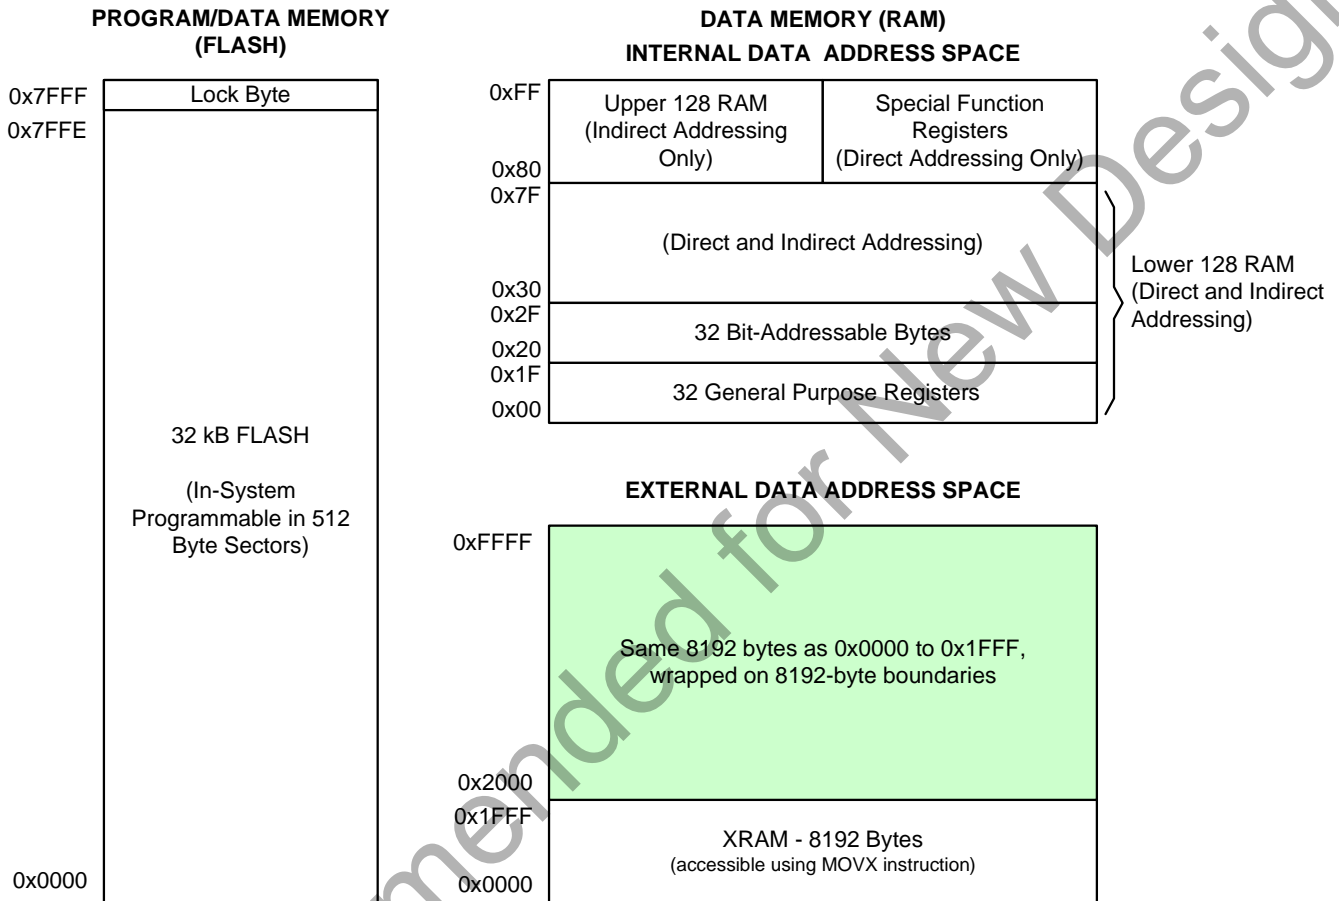 PROGRAM/DATA MEMORY
(FLASH)
0x7FFF
Lock Byte
0x7FFE
32 kB FLASH
(In-System
Programmable in 512
Byte Sectors)
0x0000
DATA MEMORY (RAM)
INTERNAL DATA ADDRESS SPACE
0xFF
Upper 128 RAM
(Indirect Addressing
Only)
Special Function
Registers
(Direct Addressing Only)
0x80
0x7F
(Direct and Indirect Addressing)
0x30
0x2F
32 Bit-Addressable Bytes
0x20
0x1F
32 General Purpose Registers
0x00
Lower 128 RAM
(Direct and Indirect
Addressing)
EXTERNAL DATA ADDRESS SPACE
0xFFFF
Same 8192 bytes as 0x0000 to 0x1FFF,
wrapped on 8192-byte boundaries
0x2000
0x1FFF
XRAM - 8192 Bytes
(accessible using MOVX instruction)
0x0000
mended for New Desig